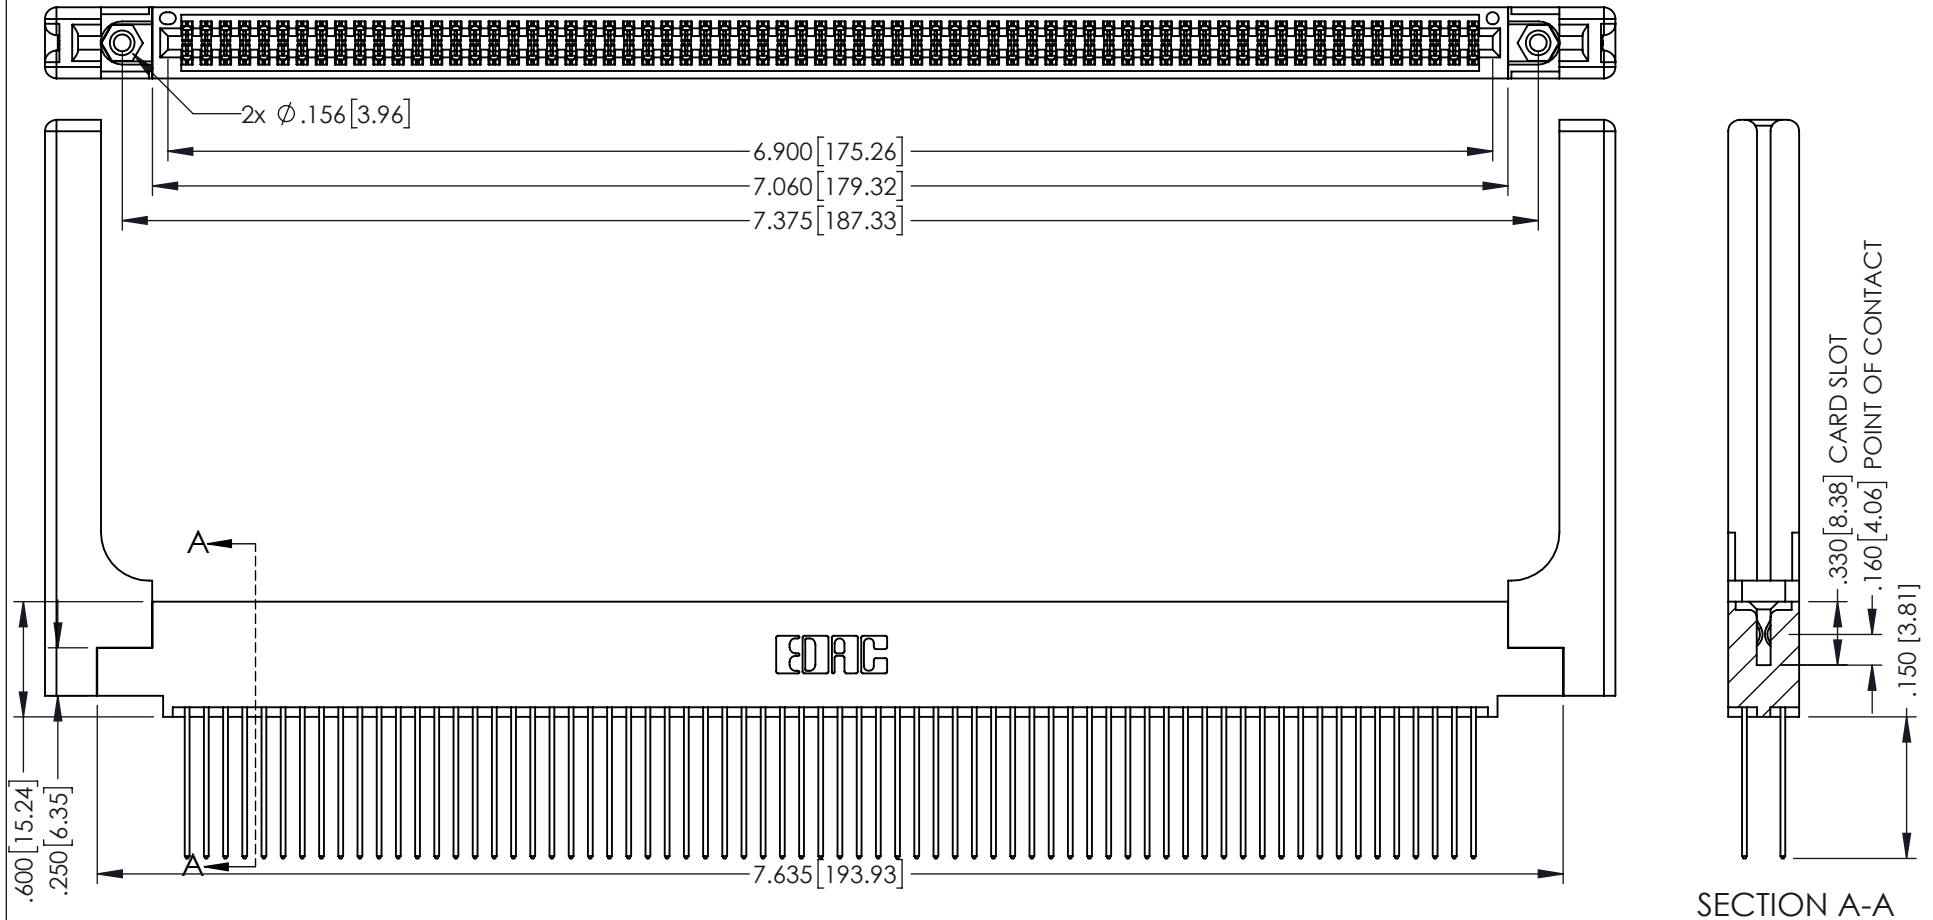 2x Ø.156[3.96]
6.900[175.26]
7.060[179.32]
7.375[187.33]
A
EDAC
A
.600[15.24]
.250[6.35]
7.635[193.93]
.330[8.38] CARD SLOT
.160[4.06] POINT OF CONTACT
.150 [3.81]
SECTION A-A